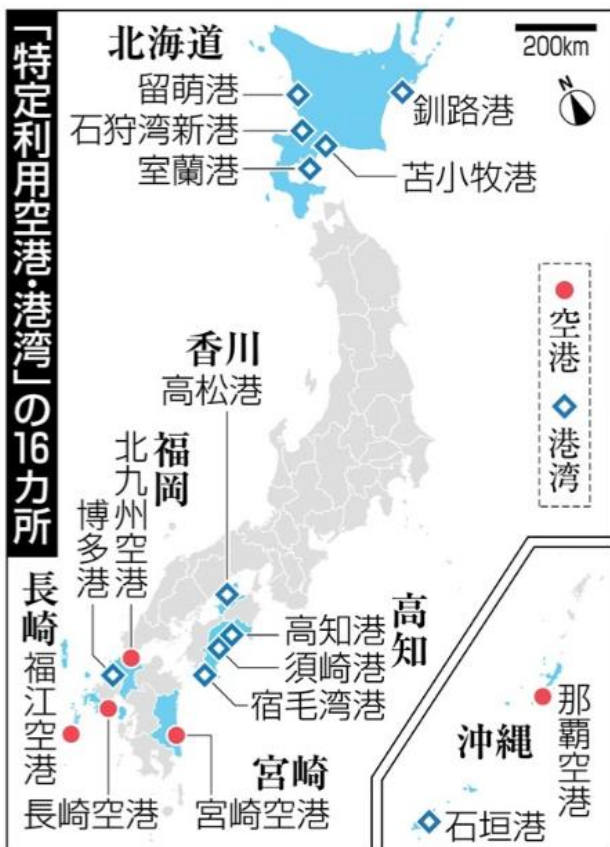 「特定利用空港・港湾」の16カ所
200km
N
北海道
留萌港
石狩湾新港
室蘭港
釧路港
苫小牧港
空港
港湾
香川
高松港
福岡
北九州空港
博多港
長崎
福江空港
長崎空港
高知
高知港
須崎港
宿毛湾港
宮崎
宮崎空港
沖縄
那覇空港
石垣港